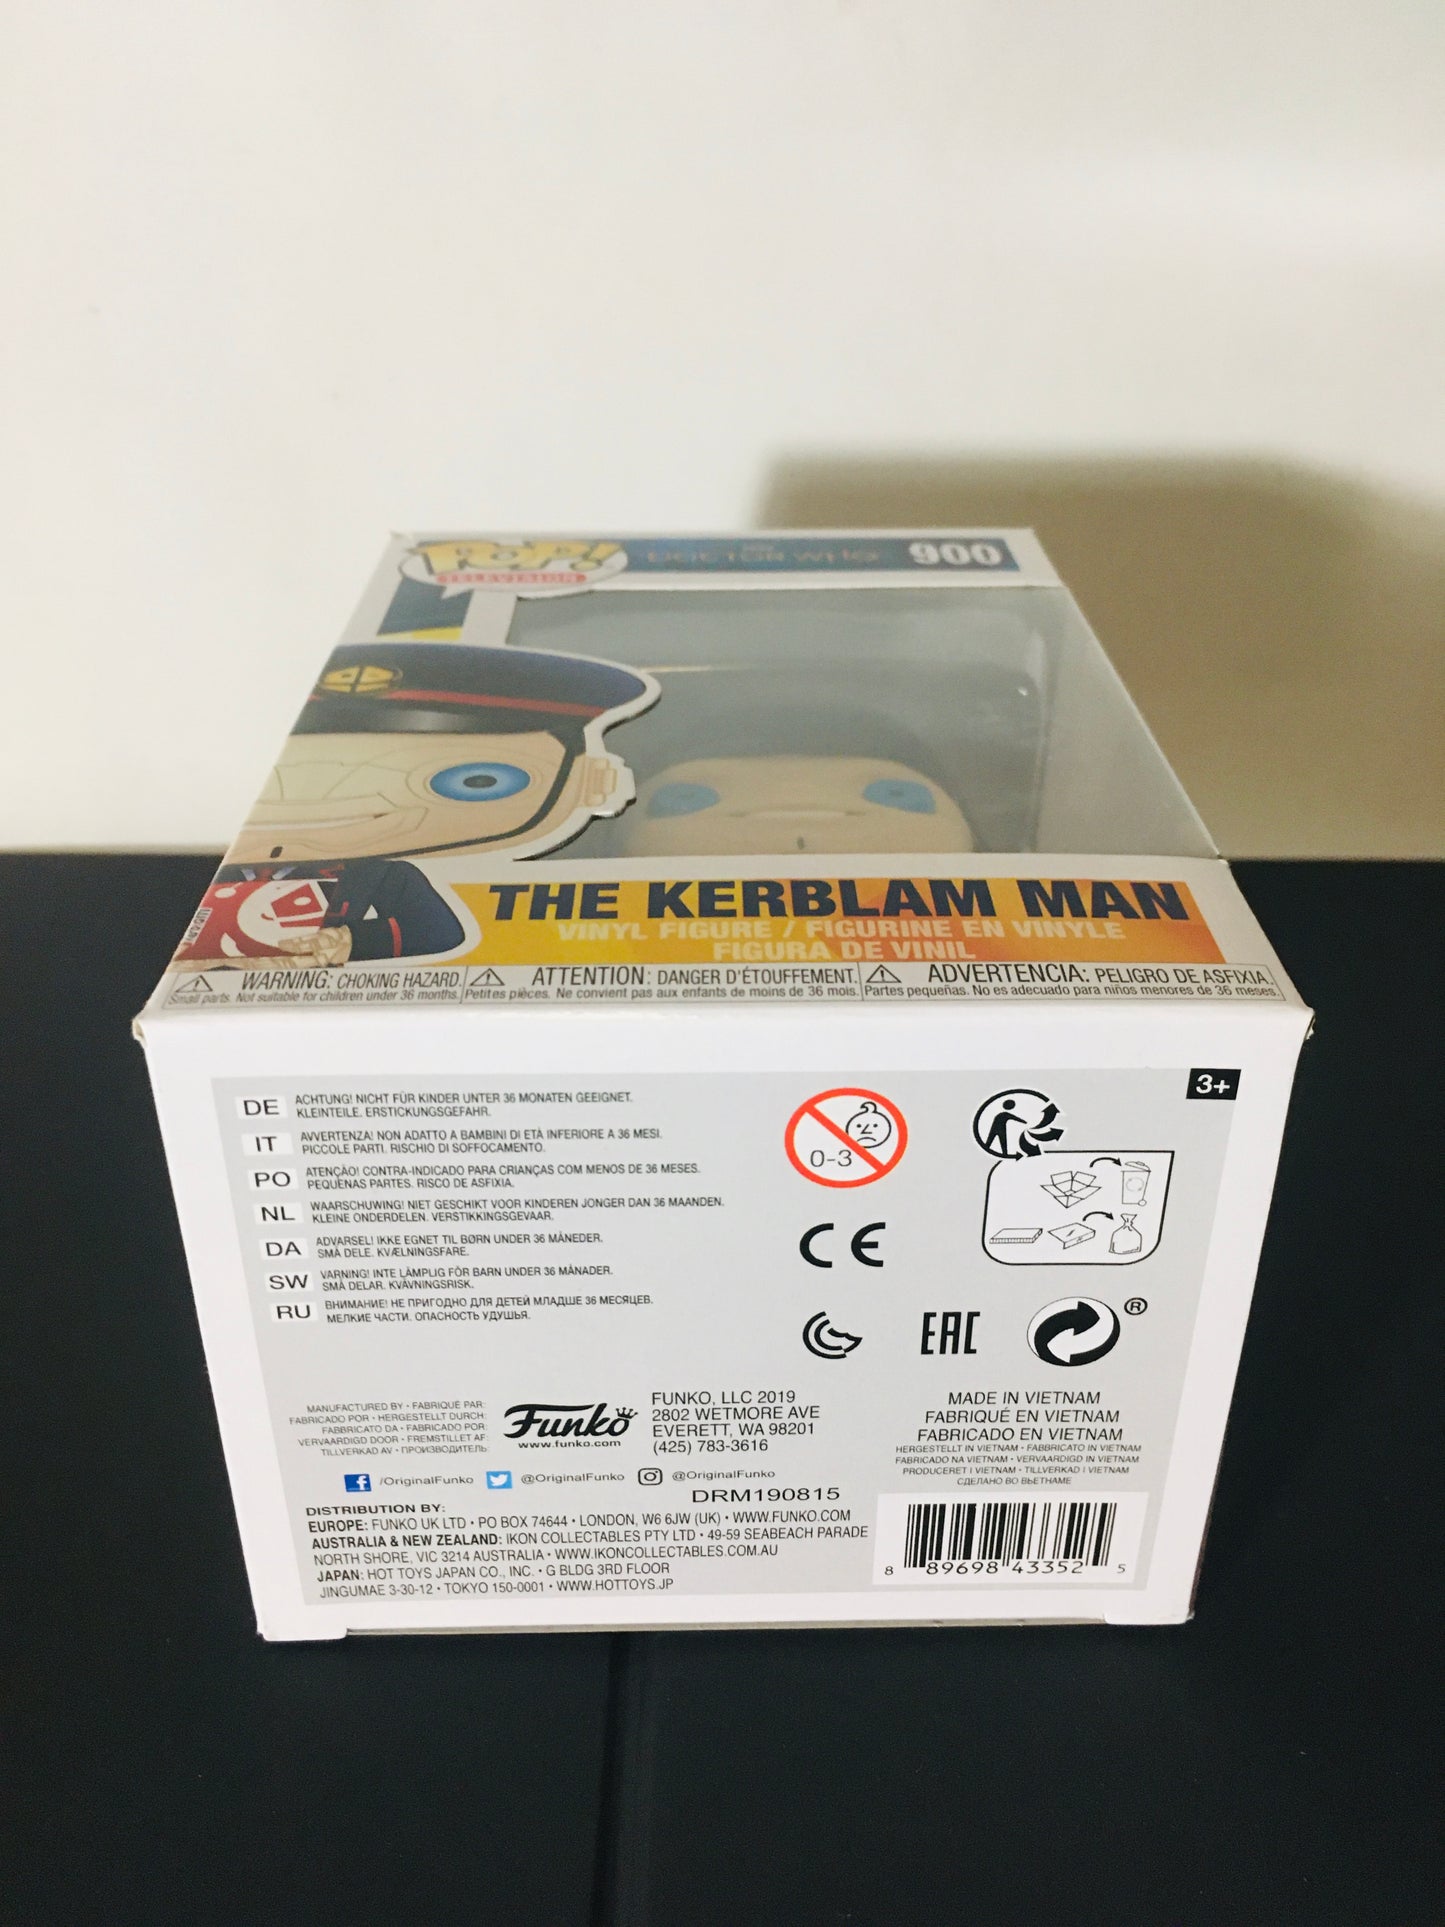 POP!
TELEVISION
DOCTOR WHO
900
THE KERBLAM MAN
VINYL FIGURE / FIGURINE EN VINYLE
FIGURA DE VINIL
WARNING: CHOKING HAZARD.
Small parts. Not suitable for children under 36 months.
ATTENTION: DANGER D'ÉTOUFFEMENT.
Petites pièces. Ne convient pas aux enfants de moins de 36 mois.
ADVERTENCIA: PELIGRO DE ASFIXIA.
Partes pequeñas. No es adecuado para niños menores de 36 meses.
3+
DE ACHTUNG! NICHT FÜR KINDER UNTER 36 MONATEN GEEIGNET.
KLEINTEILE. ERSTICKUNGSGEFAHR.
IT AVVERTENZA! NON ADATTO A BAMBINI DI ETÀ INFERIORE A 36 MESI.
PICCOLE PARTI. RISCHIO DI SOFFOCAMENTO.
PO ATENÇÃO! CONTRA-INDICADO PARA CRIANÇAS COM MENOS DE 36 MESES.
PEQUENAS PARTES. RISCO DE ASFIXIA.
NL WAARSCHUWING! NIET GESCHIKT VOOR KINDEREN JONGER DAN 36 MAANDEN.
KLEINE ONDERDELEN. VERSTIKKINGSGEVAAR.
DA ADVARSEL! IKKE EGNET TIL BØRN UNDER 36 MÅNEDER.
SMÅ DELE. KVÆLNINGSFARE.
SW VARNING! INTE LÄMPLIG FÖR BARN UNDER 36 MÅNADER.
SMÅ DELAR. KVÄVNINGSRISK.
RU ВНИМАНИЕ! НЕ ПРИГОДНО ДЛЯ ДЕТЕЙ МЛАДШЕ 36 МЕСЯЦЕВ.
МЕЛКИЕ ЧАСТИ. ОПАСНОСТЬ УДУШЬЯ.
0-3
CE
EAC
®
MANUFACTURED BY • FABRIQUÉ PAR:
FABRICADO POR • HERGESTELLT DURCH:
FABBRICATO DA • FABRICADO POR:
VERVAARDIGD DOOR • FREMSTILLET AF:
TILLVERKAD AV • ПРОИЗВОДИТЕЛЬ:
Funko
www.funko.com
FUNKO, LLC 2019
2802 WETMORE AVE
EVERETT, WA 98201
(425) 783-3616
/OriginalFunko @OriginalFunko @OriginalFunko
DRM190815
DISTRIBUTION BY:
EUROPE: FUNKO UK LTD • PO BOX 74644 • LONDON, W6 6JW (UK) • WWW.FUNKO.COM
AUSTRALIA & NEW ZEALAND: IKON COLLECTABLES PTY LTD • 49-59 SEABEACH PARADE
NORTH SHORE, VIC 3214 AUSTRALIA • WWW.IKONCOLLECTABLES.COM.AU
JAPAN: HOT TOYS JAPAN CO., INC. • G BLDG 3RD FLOOR
JINGUMAE 3-30-12 • TOKYO 150-0001 • WWW.HOTTOYS.JP
MADE IN VIETNAM
FABRIQUÉ EN VIETNAM
FABRICADO EN VIETNAM
HERGESTELLT IN VIETNAM • FABBRICATO IN VIETNAM
FABRICADO NA VIETNAM • VERVAARDIGD IN VIETNAM
PRODUCERET I VIETNAM • TILLVERKAD I VIETNAM
СДЕЛАНО ВО ВЬЕТНАМЕ
8 89698 43352 5